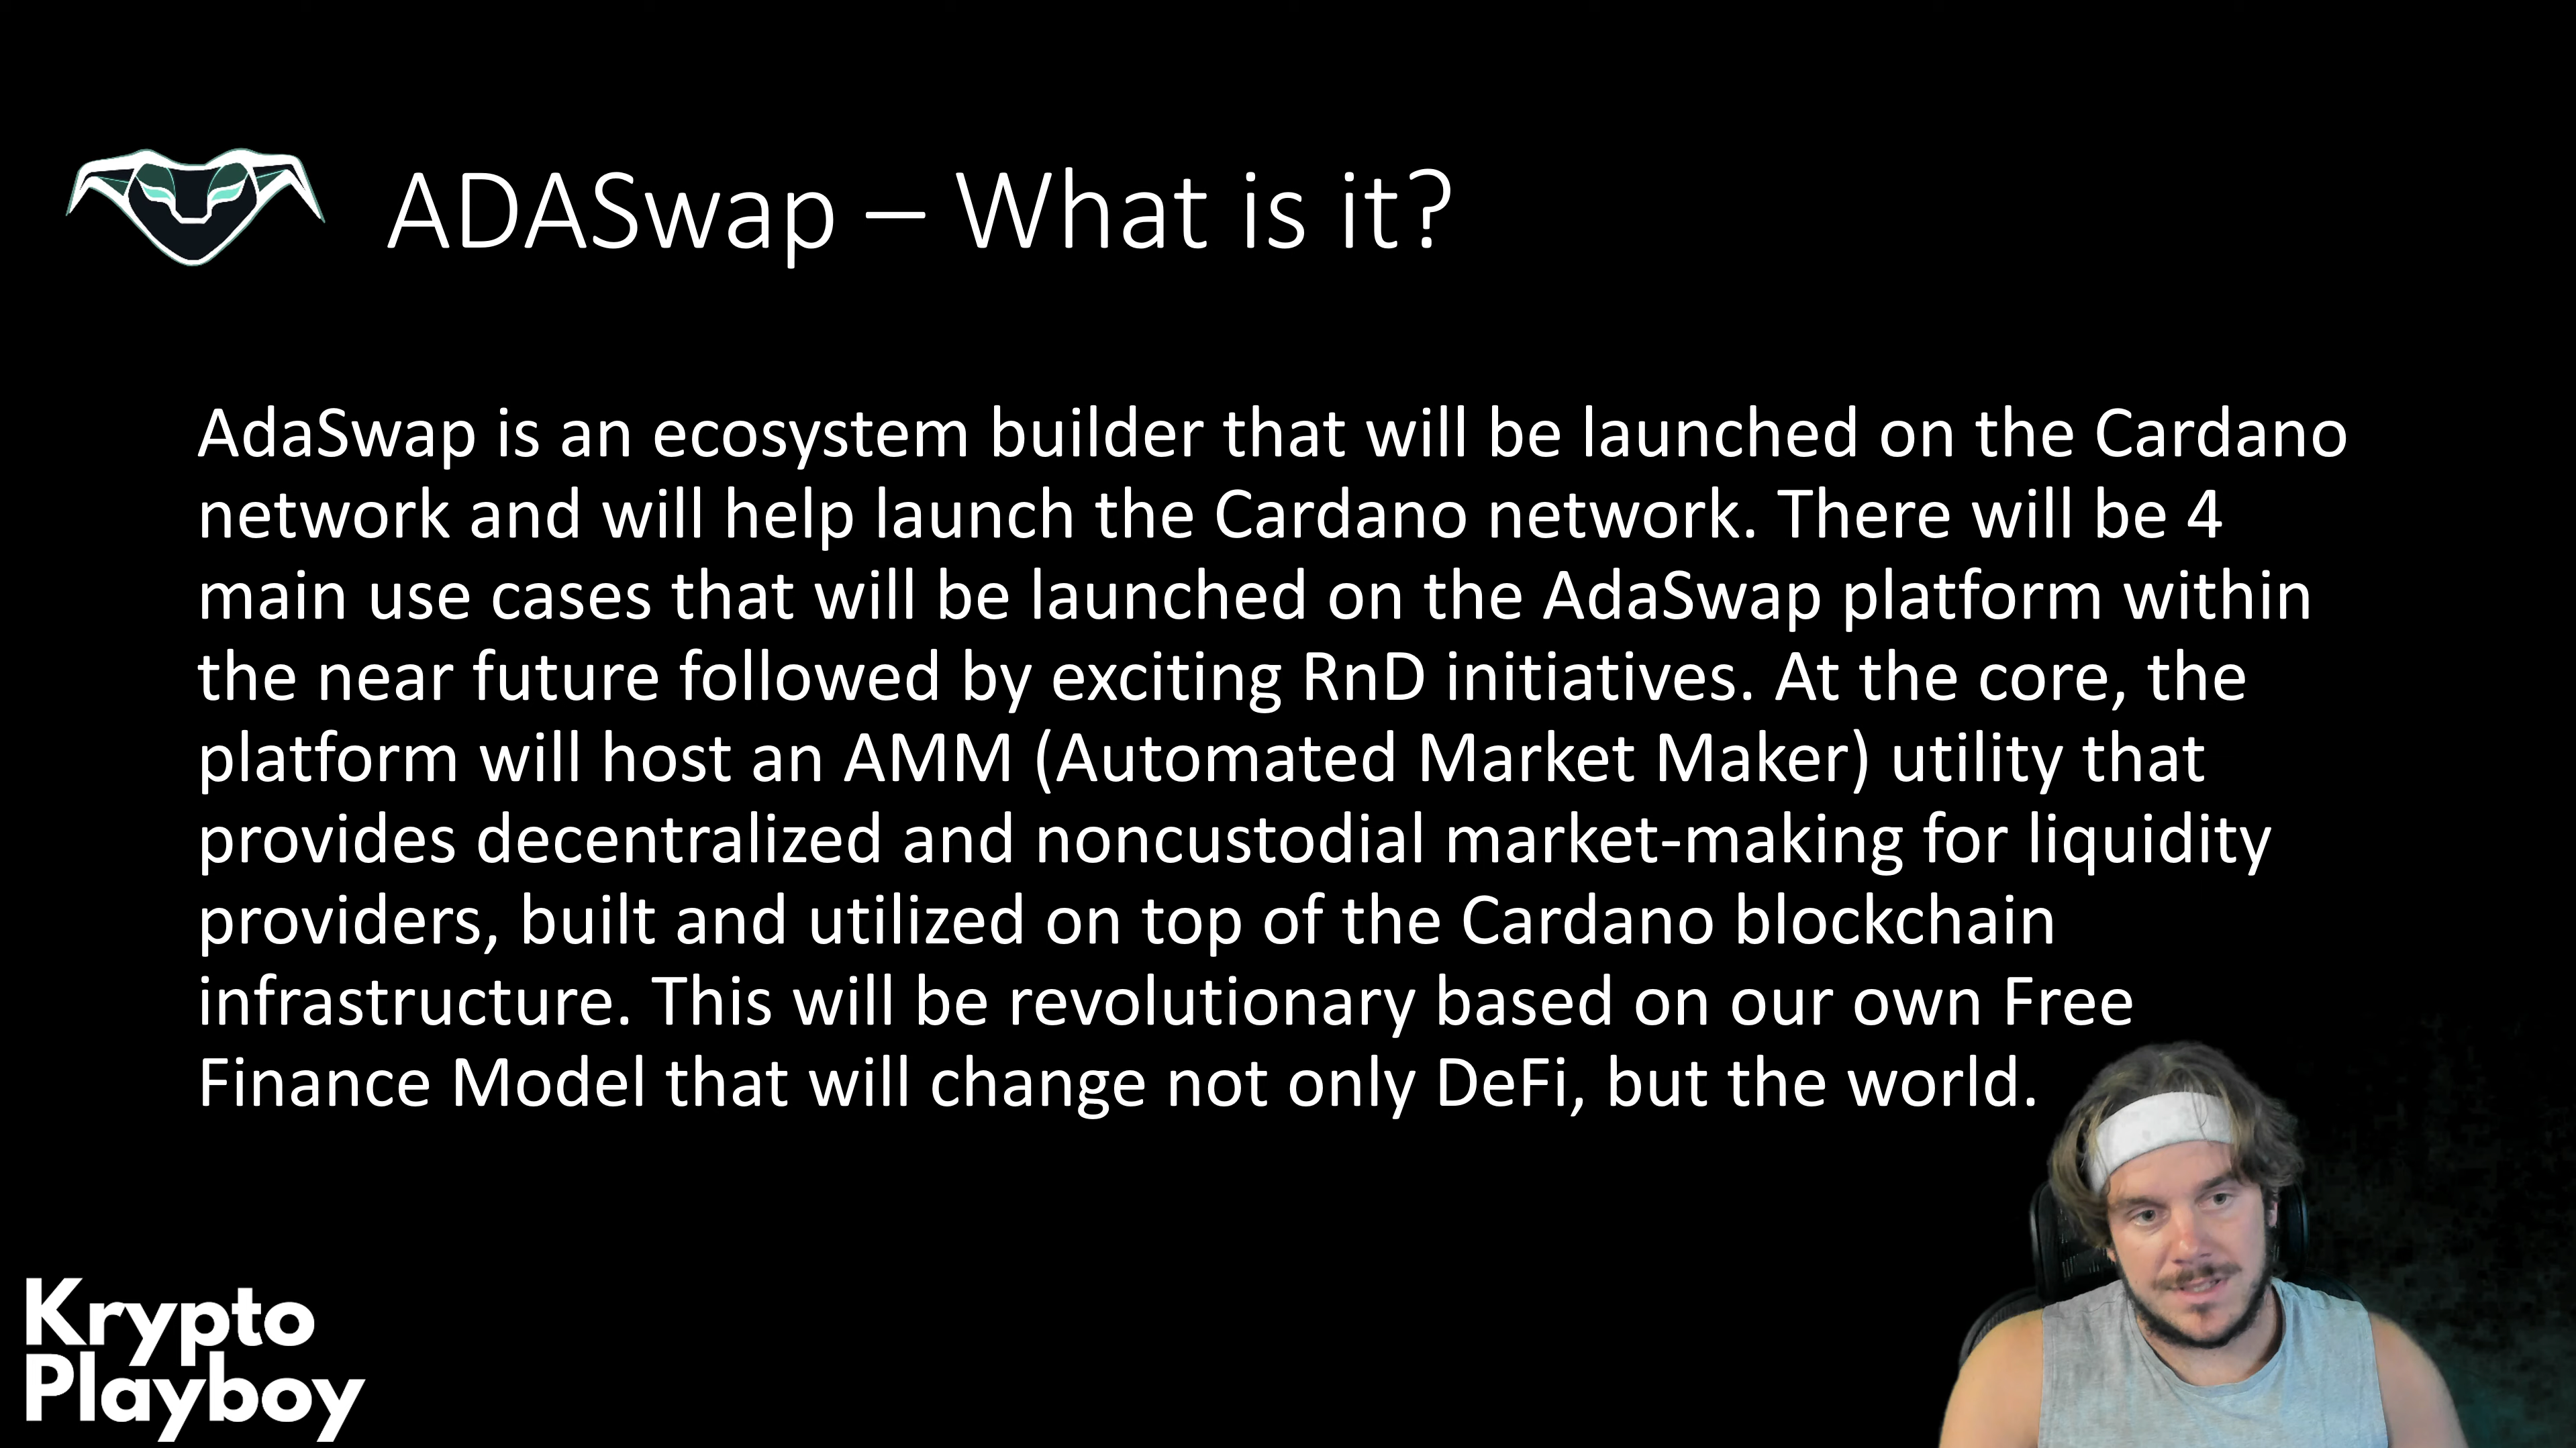 ADASwap – What is it?
AdaSwap is an ecosystem builder that will be launched on the Cardano
network and will help launch the Cardano network. There will be 4
main use cases that will be launched on the AdaSwap platform within
the near future followed by exciting RnD initiatives. At the core, the
platform will host an AMM (Automated Market Maker) utility that
provides decentralized and noncustodial market-making for liquidity
providers, built and utilized on top of the Cardano blockchain
infrastructure. This will be revolutionary based on our own Free
Finance Model that will change not only DeFi, but the world.
Krypto
Playboy